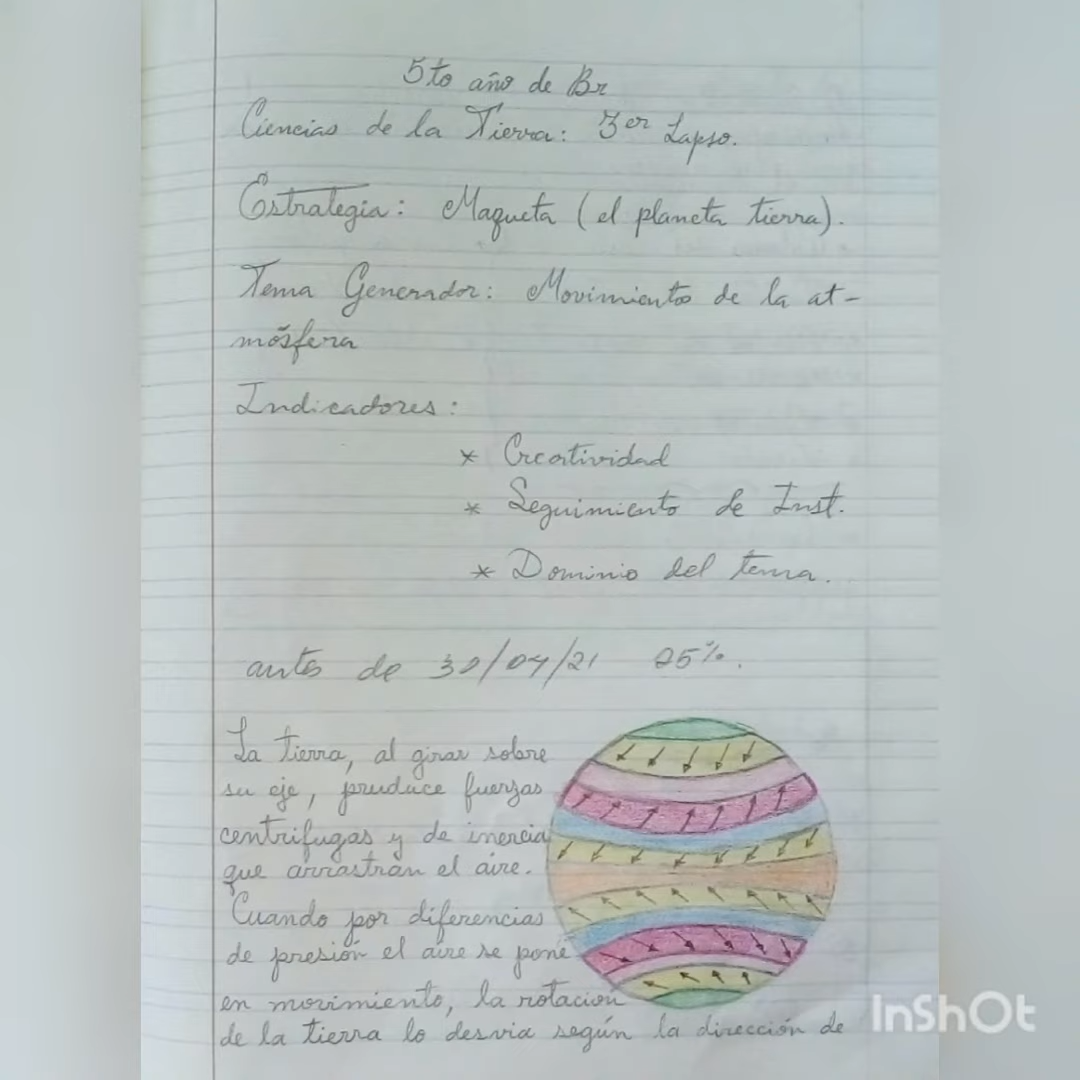 5to año de Br
Ciencias de la Tierra: 3er Lapso.
Estrategia: Maqueta (el planeta tierra).
Tema Generador: Movimiento de la at-
mósfera
Indicadores:
* Creatividad
* Seguimiento de Inst.
* Dominio del tema.
antes de 30/04/21 25%.
La tierra, al girar sobre
su eje, produce fuerzas
centrifugas y de inercia
que arrastran el aire.
Cuando por diferencias
de presión el aire se pone
en movimiento, la rotacion
de la tierra lo desvia según la dirección de
InShOt